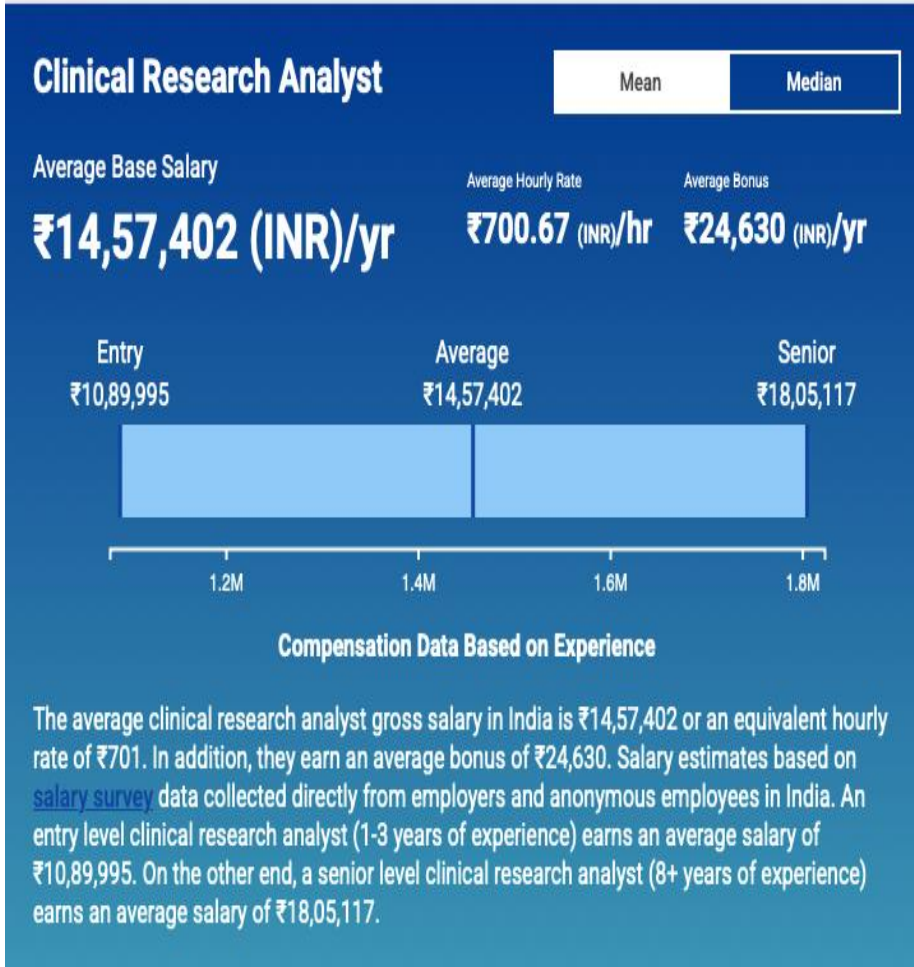 Clinical Research Analyst
Mean
Median
Average Base Salary
₹14,57,402 (INR)/yr
Average Hourly Rate
₹700.67 (INR)/hr
Average Bonus
₹24,630 (INR)/yr
Entry
₹10,89,995
Average
₹14,57,402
Senior
₹18,05,117
1.2M
1.4M
1.6M
1.8M
Compensation Data Based on Experience
The average clinical research analyst gross salary in India is ₹14,57,402 or an equivalent hourly
rate of ₹701. In addition, they earn an average bonus of ₹24,630. Salary estimates based on
salary survey data collected directly from employers and anonymous employees in India. An
entry level clinical research analyst (1-3 years of experience) earns an average salary of
₹10,89,995. On the other end, a senior level clinical research analyst (8+ years of experience)
earns an average salary of ₹18,05,117.